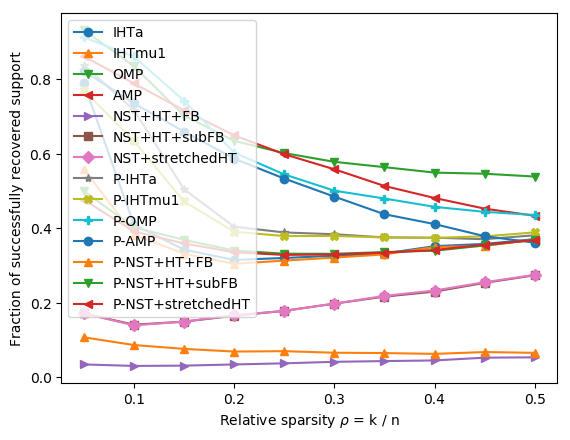 Fraction of successfully recovered support
0.8
0.6
0.4
0.2
0.0
IHTa
IHTmu1
OMP
AMP
NST+HT+FB
NST+HT+subFB
NST+stretchedHT
P-IHTa
P-IHTmu1
P-OMP
P-AMP
P-NST+HT+FB
P-NST+HT+subFB
P-NST+stretchedHT
0.1 0.2 0.3 0.4 0.5
Relative sparsity ρ = k / n